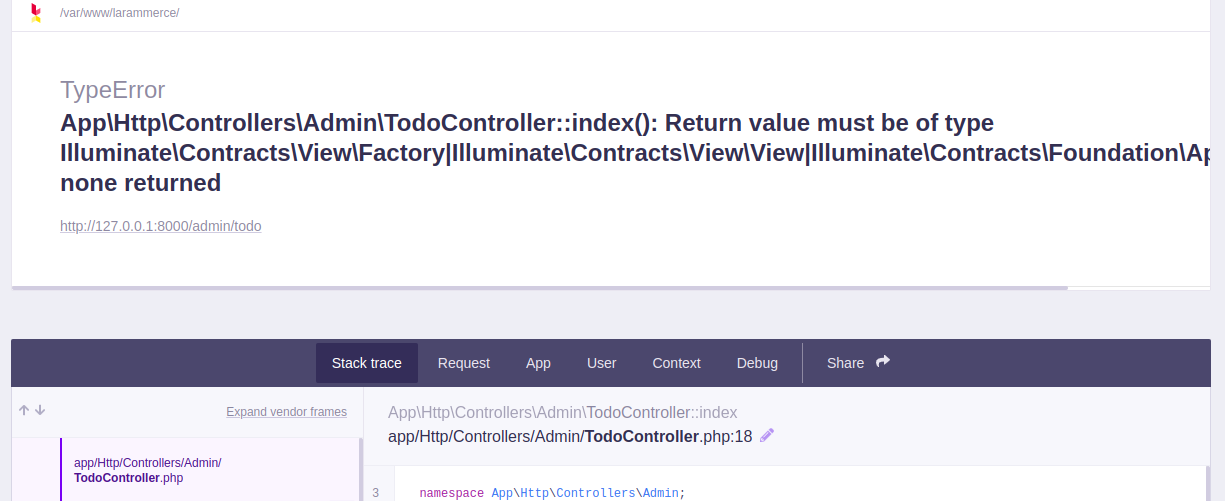 /var/www/larammerce/
TypeError
App\Http\Controllers\Admin\TodoController::index(): Return value must be of type
Illuminate\Contracts\View\Factory|Illuminate\Contracts\View\View|Illuminate\Contracts\Foundation\Ap
none returned
http://127.0.0.1:8000/admin/todo
Stack trace
Request
App
User
Context
Debug
Share
Expand vendor frames
App\Http\Controllers\Admin\TodoController::index
app/Http/Controllers/Admin/TodoController.php:18
app/Http/Controllers/Admin/
TodoController.php
3 namespace App\Http\Controllers\Admin;